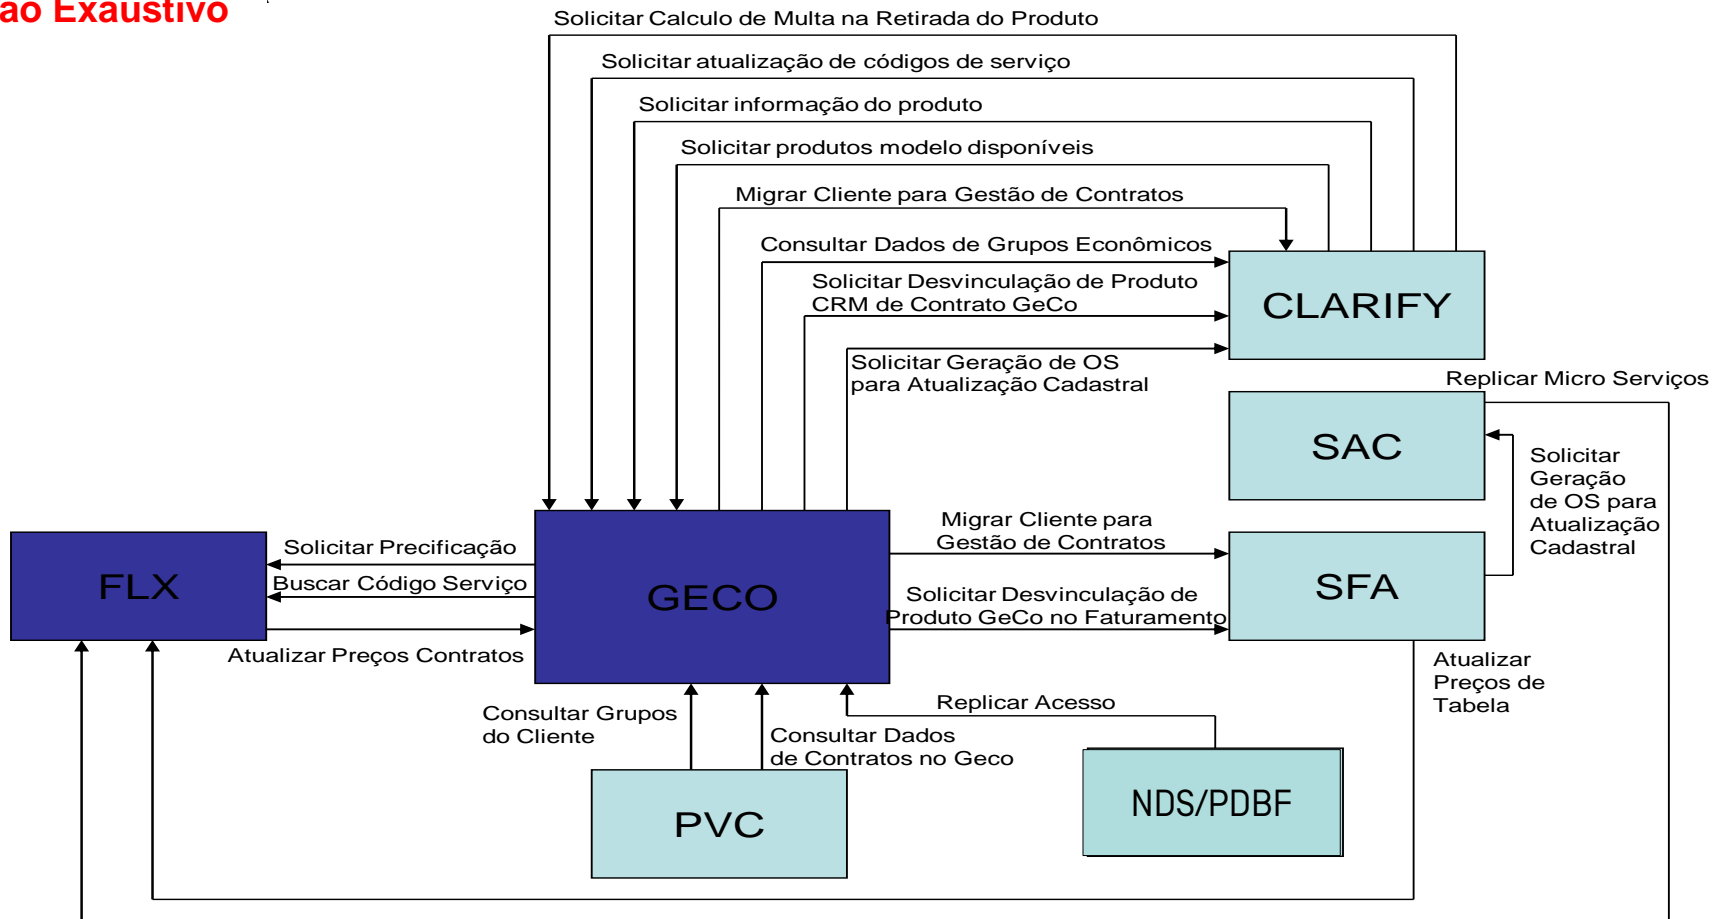 ao Exaustivo
Solicitar Calculo de Multa na Retirada do Produto
Solicitar atualização de códigos de serviço
Solicitar informação do produto
Solicitar produtos modelo disponíveis
Migrar Cliente para Gestão de Contratos
Consultar Dados de Grupos Econômicos
Solicitar Desvinculação de Produto
CRM de Contrato GeCo
CLARIFY
Solicitar Geração de OS
para Atualização Cadastral
Replicar Micro Serviços
SAC
Solicitar
Geração
de OS para
Atualização
Cadastral
Migrar Cliente para
Gestão de Contratos
Solicitar Precificação
Buscar Código Serviço
FLX
GECO
SFA
Solicitar Desvinculação de
Produto GeCo no Faturamento
Atualizar Preços Contratos
Atualizar
Preços de
Tabela
Replicar Acesso
Consultar Grupos
do Cliente
Consultar Dados
de Contratos no Geco
NDS/PDBF
PVC